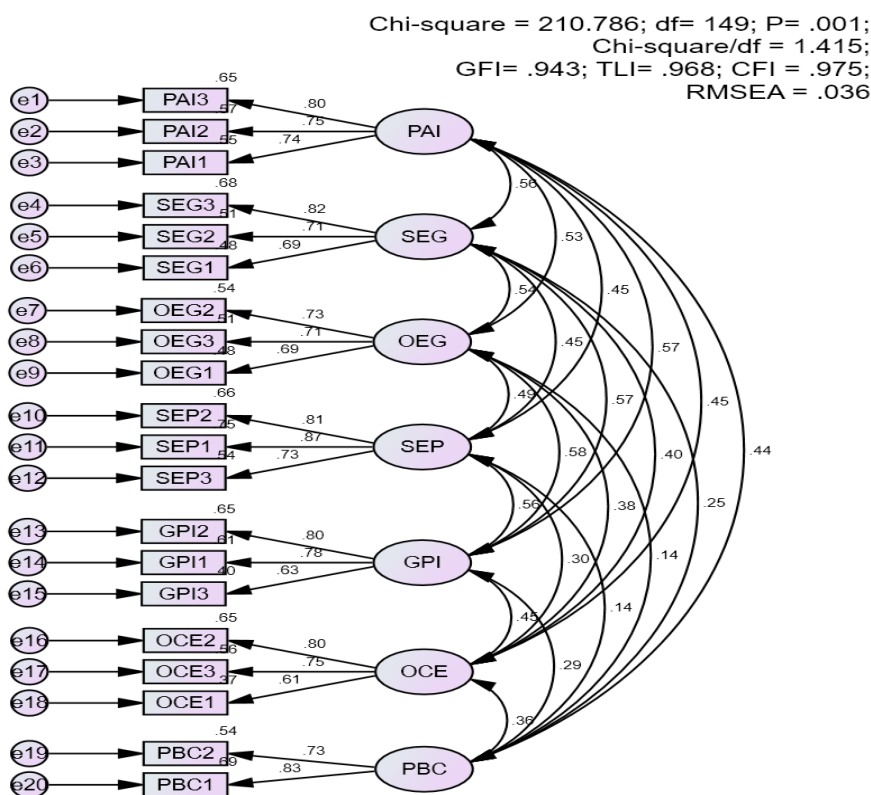 Chi-square = 210.786; df= 149; P= .001;
Chi-square/df = 1.415;
GFI= .943; TLI= .968; CFI = .975;
RMSEA = .036
.65
e1 PAI3 .80
.57
e2 PAI2 .75 PAI
.55
e3 PAI1 .74
.56
.68
e4 SEG3 .82
.51
e5 SEG2 .71 SEG .53
.48
e6 SEG1 .69
.54 .45
.54
e7 OEG2 .73
.51
e8 OEG3 .71 OEG .45 .57
.48
e9 OEG1 .69
.49 .57 .45
.66
e10 SEP2 .81
.75
e11 SEP1 .87 SEP .58 .40 .44
.54
e12 SEP3 .73
.56 .38 .25
.65
e13 GPI2 .80
.61
e14 GPI1 .78 GPI .30 .14
.40
e15 GPI3 .63
.45 .14
.65
e16 OCE2 .80
.56
e17 OCE3 .75 OCE .29
.37
e18 OCE1 .61
.36
.54
e19 PBC2 .73
.69
e20 PBC1 .83 PBC